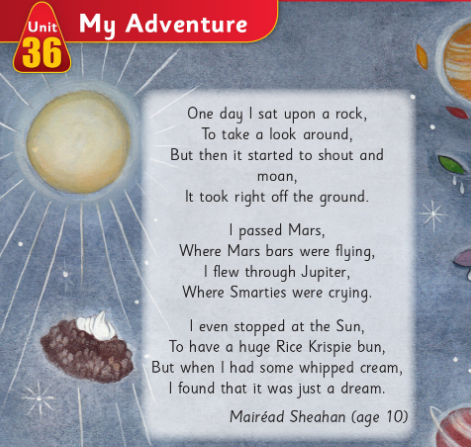 Unit
36
My Adventure
One day I sat upon a rock,
To take a look around,
But then it started to shout and
moan,
It took right off the ground.
I passed Mars,
Where Mars bars were flying,
I flew through Jupiter,
Where Smarties were crying.
I even stopped at the Sun,
To have a huge Rice Krispie bun,
But when I had some whipped cream,
I found that it was just a dream.
Mairéad Sheahan (age 10)